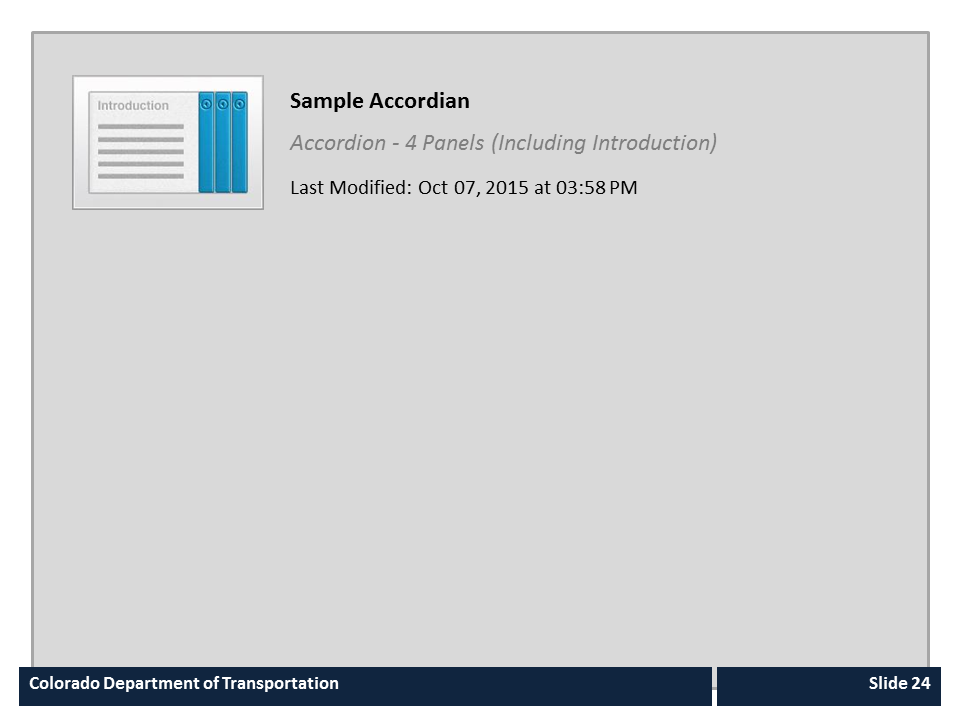 Introduction
Sample Accordian
Accordion - 4 Panels (Including Introduction)
Last Modified: Oct 07, 2015 at 03:58 PM
Colorado Department of Transportation
Slide 24